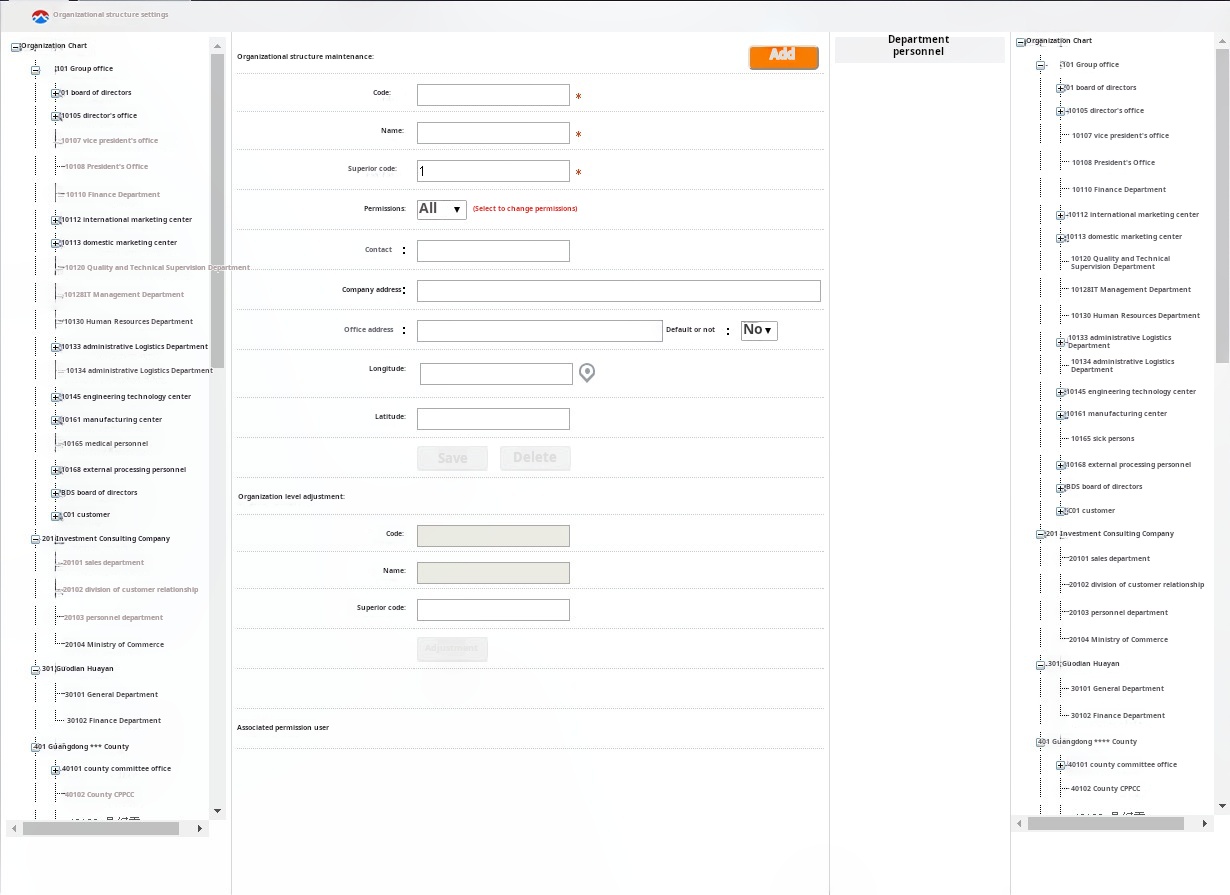 Organizational structure settings
Organization Chart
101 Group office
01 board of directors
10105 director's office
10107 vice president's office
10108 President's Office
10110 Finance Department
10112 international marketing center
10113 domestic marketing center
10120 Quality and Technical Supervision Department
10128IT Management Department
10130 Human Resources Department
10133 administrative Logistics Department
10134 administrative Logistics Department
10145 engineering technology center
10161 manufacturing center
10165 medical personnel
10168 external processing personnel
BDS board of directors
C01 customer
201 Investment Consulting Company
20101 sales department
20102 division of customer relationship
20103 personnel department
20104 Ministry of Commerce
301 Guodian Huayan
30101 General Department
30102 Finance Department
401 Guangdong *** County
40101 county committee office
40102 County CPPCC
Organizational structure maintenance:
Add
Code: *
Name: *
Superior code: 1 *
Permissions: All ▼ (Select to change permissions)
Contact :
Company address:
Office address : Default or not : No ▼
Longitude:
Latitude:
Save Delete
Organization level adjustment:
Code:
Name:
Superior code:
Adjustment
Associated permission user
Department
personnel
Organization Chart
101 Group office
01 board of directors
10105 director's office
10107 vice president's office
10108 President's Office
10110 Finance Department
10112 international marketing center
10113 domestic marketing center
10120 Quality and Technical
Supervision Department
10128IT Management Department
10130 Human Resources Department
10133 administrative Logistics
Department
10134 administrative Logistics
Department
10145 engineering technology center
10161 manufacturing center
10165 sick persons
10168 external processing personnel
BDS board of directors
C01 customer
201 Investment Consulting Company
20101 sales department
20102 division of customer relationship
20103 personnel department
20104 Ministry of Commerce
301 Guodian Huayan
30101 General Department
30102 Finance Department
401 Guangdong **** County
40101 county committee office
40102 County CPPCC